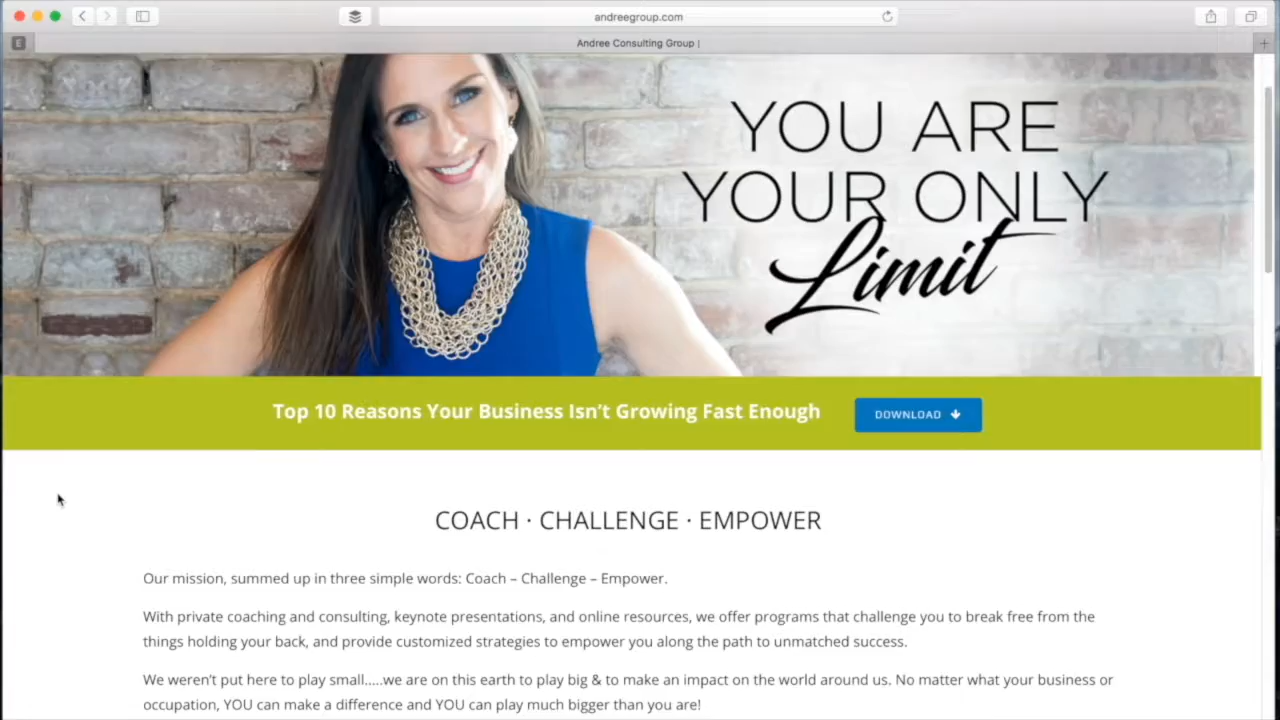 andreegroup.com
E
Andree Consulting Group |
YOU ARE
YOUR ONLY
Limit
Top 10 Reasons Your Business Isn't Growing Fast Enough
DOWNLOAD
COACH · CHALLENGE · EMPOWER
Our mission, summed up in three simple words: Coach – Challenge – Empower.
With private coaching and consulting, keynote presentations, and online resources, we offer programs that challenge you to break free from the
things holding your back, and provide customized strategies to empower you along the path to unmatched success.
We weren't put here to play small…..we are on this earth to play big & to make an impact on the world around us. No matter what your business or
occupation, YOU can make a difference and YOU can play much bigger than you are!